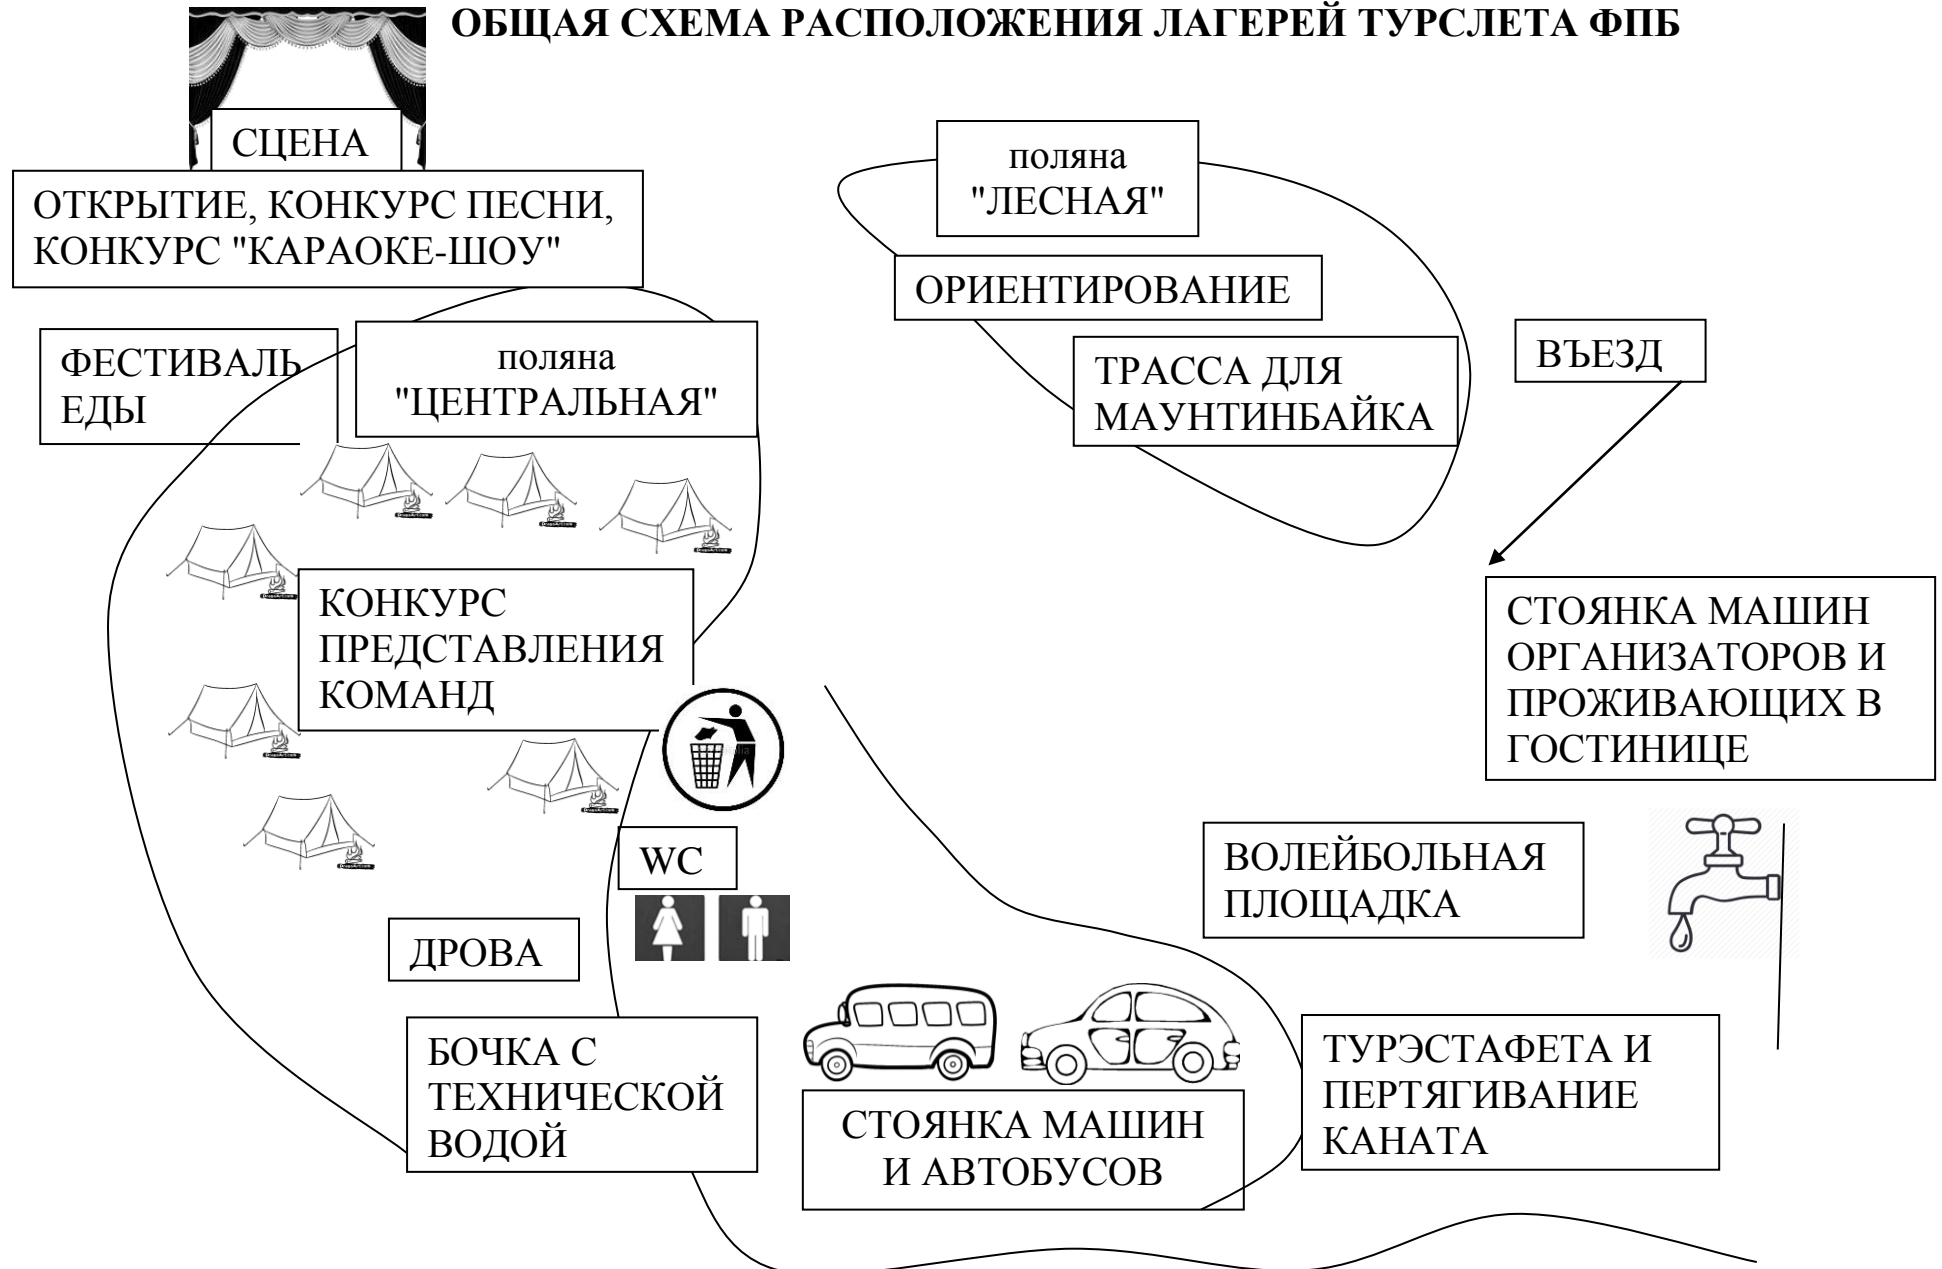 ОБЩАЯ СХЕМА РАСПОЛОЖЕНИЯ ЛАГЕРЕЙ ТУРСЛЕТА ФПБ
СЦЕНА
ОТКРЫТИЕ, КОНКУРС ПЕСНИ,
КОНКУРС "КАРАОКЕ-ШОУ"
поляна
"ЛЕСНАЯ"
ОРИЕНТИРОВАНИЕ
ТРАССА ДЛЯ
МАУНТИНБАЙКА
ВЪЕЗД
ФЕСТИВАЛЬ
ЕДЫ
поляна
"ЦЕНТРАЛЬНАЯ"
КОНКУРС
ПРЕДСТАВЛЕНИЯ
КОМАНД
СТОЯНКА МАШИН
ОРГАНИЗАТОРОВ И
ПРОЖИВАЮЩИХ В
ГОСТИНИЦЕ
WC
ВОЛЕЙБОЛЬНАЯ
ПЛОЩАДКА
ДРОВА
БОЧКА С
ТЕХНИЧЕСКОЙ
ВОДОЙ
СТОЯНКА МАШИН
И АВТОБУСОВ
ТУРЭСТАФЕТА И
ПЕРТЯГИВАНИЕ
КАНАТА